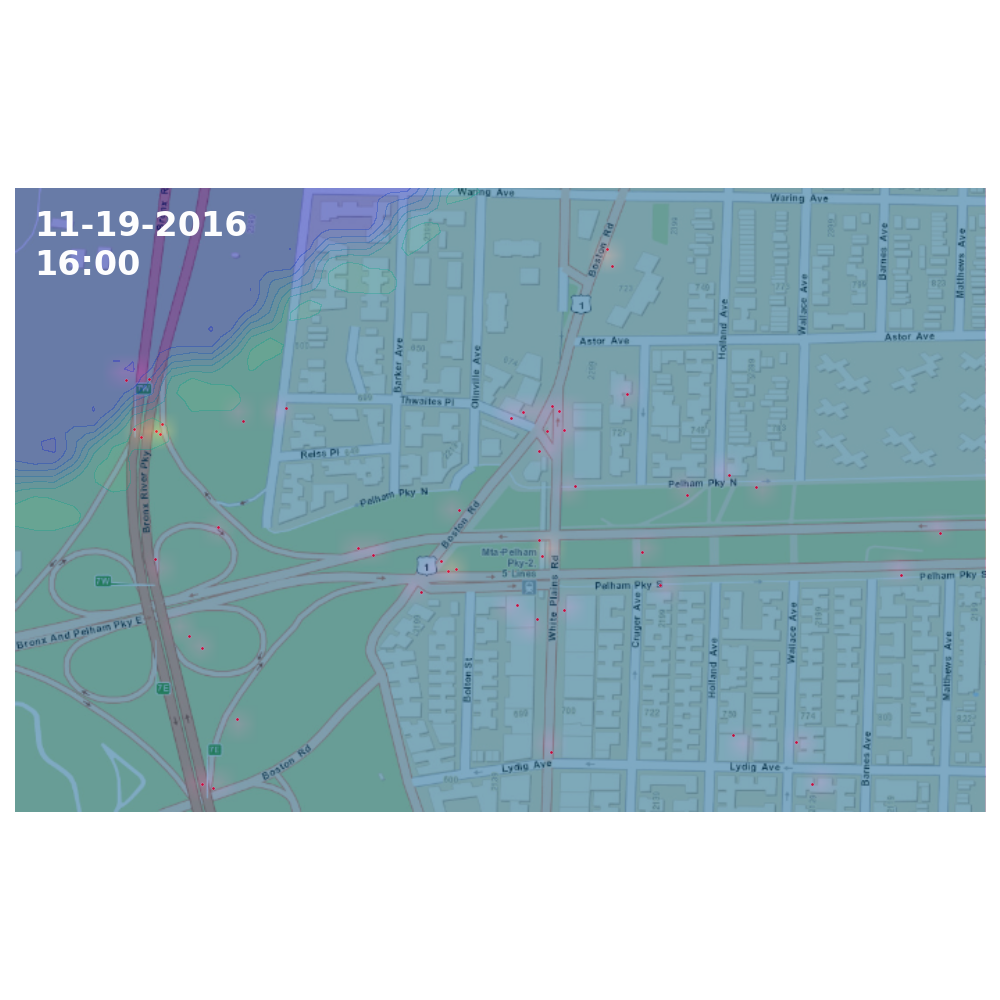 Waring Ave
Waring Ave
11-19-2016
16:00
Boston Rd
Barnes Ave
Matthews Ave
Wallace Ave
Holland Ave
1
Astor Ave
Astor Ave
Barker Ave
Olinville Ave
7W
Thwaites Pl
Reiss Pl
Bronx River Pky
Pelham Pky N
Pelham Pky N
Boston Rd
1
Mta-Pelham
Pky-2,
5 Lines
7W
White Plains Rd
Pelham Pky S
Pelham Pky S
Bronx And Pelham Pky E
Cruger Ave
Holland Ave
Wallace Ave
Matthews Ave
Bolton St
7E
7E
Boston Rd
Lydig Ave
Lydig Ave
Barnes Ave